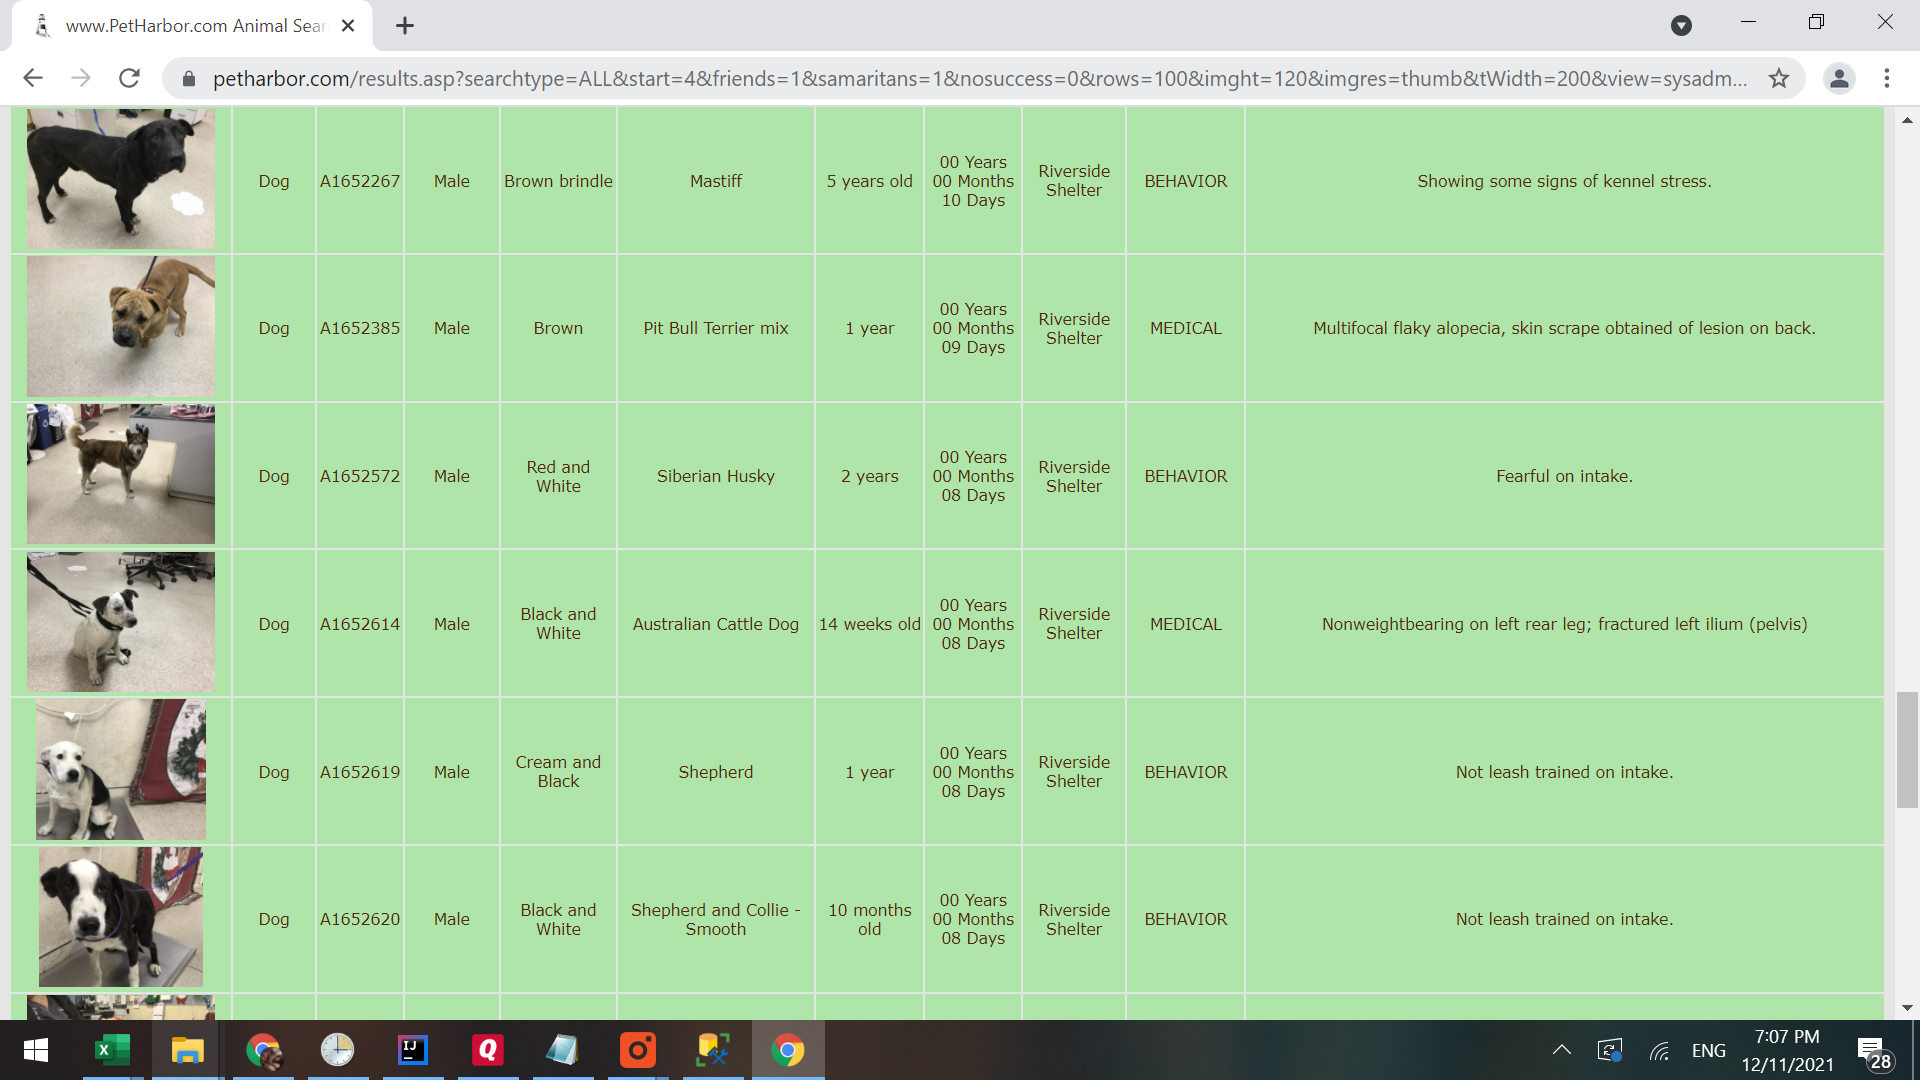 www.PetHarbor.com Animal Sear
petharbor.com/results.asp?searchtype=ALL&start=4&friends=1&samaritans=1&nosuccess=0&rows=100&imght=120&imgres=thumb&tWidth=200&view=sysadm...
Dog A1652267 Male Brown brindle Mastiff 5 years old 00 Years 00 Months 10 Days Riverside Shelter BEHAVIOR Showing some signs of kennel stress.
Dog A1652385 Male Brown Pit Bull Terrier mix 1 year 00 Years 00 Months 09 Days Riverside Shelter MEDICAL Multifocal flaky alopecia, skin scrape obtained of lesion on back.
Dog A1652572 Male Red and White Siberian Husky 2 years 00 Years 00 Months 08 Days Riverside Shelter BEHAVIOR Fearful on intake.
Dog A1652614 Male Black and White Australian Cattle Dog 14 weeks old 00 Years 00 Months 08 Days Riverside Shelter MEDICAL Nonweightbearing on left rear leg; fractured left ilium (pelvis)
Dog A1652619 Male Cream and Black Shepherd 1 year 00 Years 00 Months 08 Days Riverside Shelter BEHAVIOR Not leash trained on intake.
Dog A1652620 Male Black and White Shepherd and Collie - Smooth 10 months old 00 Years 00 Months 08 Days Riverside Shelter BEHAVIOR Not leash trained on intake.
X
IJ
Q
ENG
7:07 PM
12/11/2021
28